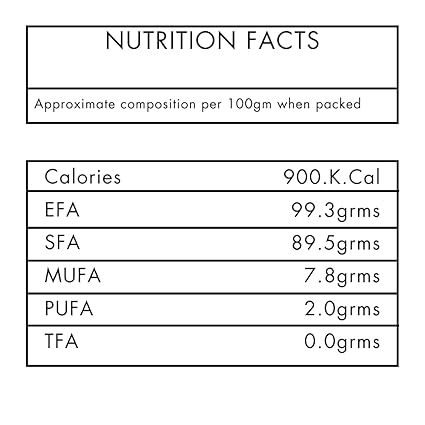 NUTRITION FACTS
Approximate composition per 100gm when packed
Calories 900.K.Cal
EFA 99.3grms
SFA 89.5grms
MUFA 7.8grms
PUFA 2.0grms
TFA 0.0grms